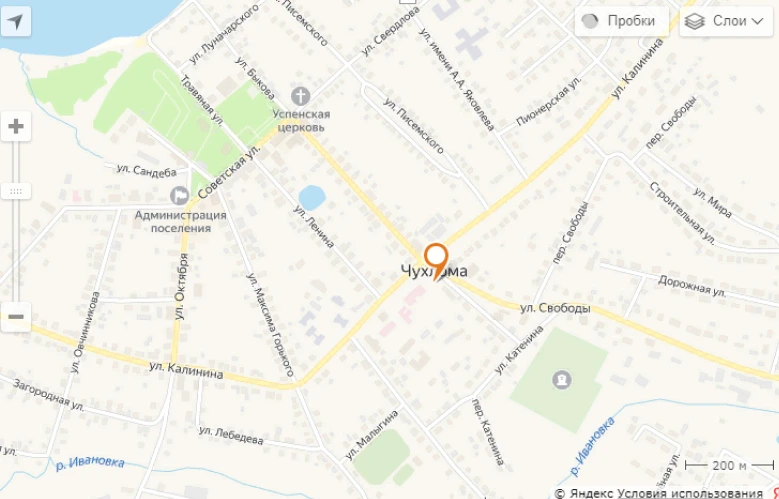 Пробки
Слои
ул. Луначарского
ул. Писемского
ул. Свердлова
ул. имени А.А. Яковлева
ул. Калинина
ул. Быкова
Травяная ул.
Успенская
церковь
ул. Писемского
Пионерская ул.
пер. Свободы
ул. Сандеба
Советская ул.
Строительная ул.
ул. Мира
Администрация
поселения
ул. Ленина
пер. Свободы
ул. Октября
Чухлома
Дорожная ул.
ул. Овчинникова
ул. Максима Горького
ул. Свободы
ул. Катенина
ул. Калинина
Загородная ул.
ул. Лебедева
ул. Малыгина
пер. Катенина
р. Ивановка
р. Ивановка
200 м
© Яндекс Условия использования